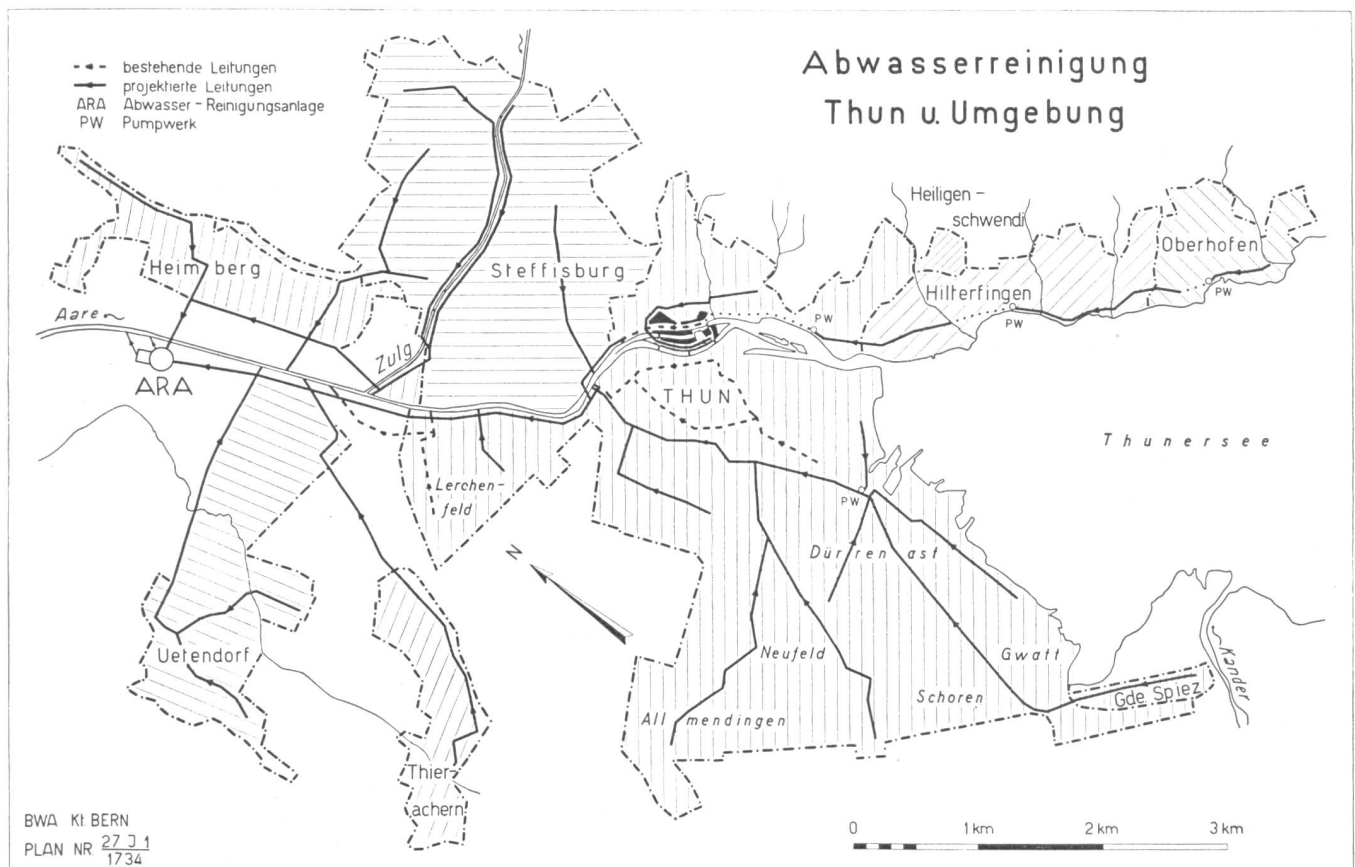 Abwasserreinigung
Thun u. Umgebung
bestehende Leitungen
projektierte Leitungen
ARA Abwasser-Reinigungsanlage
PW Pumpwerk
Heiligen-
schwendi
Oberhofen
PW
Heimberg
Steffisburg
Hilterfingen
PW
PW
Aare
Zulg
ARA
THUN
Thunersee
Lerchen-
feld
PW
Dürrenast
N
Uetendorf
Neufeld
Gwatt
Kander
Schoren
Gde Spiez
Allmendingen
Thier-
achern
BWA Kt. BERN
PLAN NR 27 J 1
1734
0 1 km 2 km 3 km